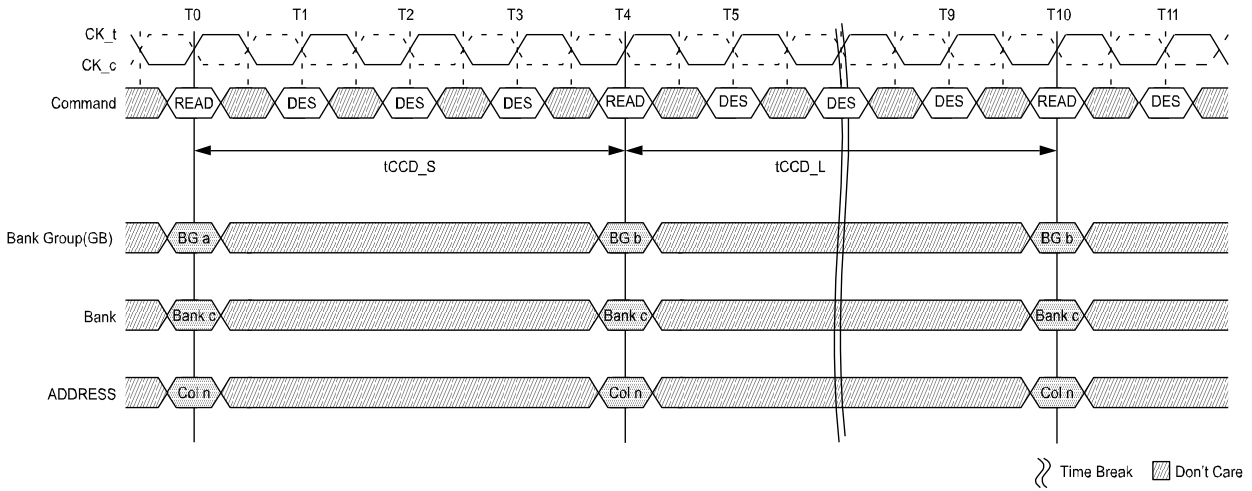 T0 T1 T2 T3 T4 T5 T9 T10 T11
CK_t
CK_c
Command READ DES DES DES READ DES DES DES READ DES
tCCD_S tCCD_L
Bank Group(GB) BG a BG b BG b
Bank Bank c Bank c Bank c
ADDRESS Col n Col n Col n
Time Break Don't Care